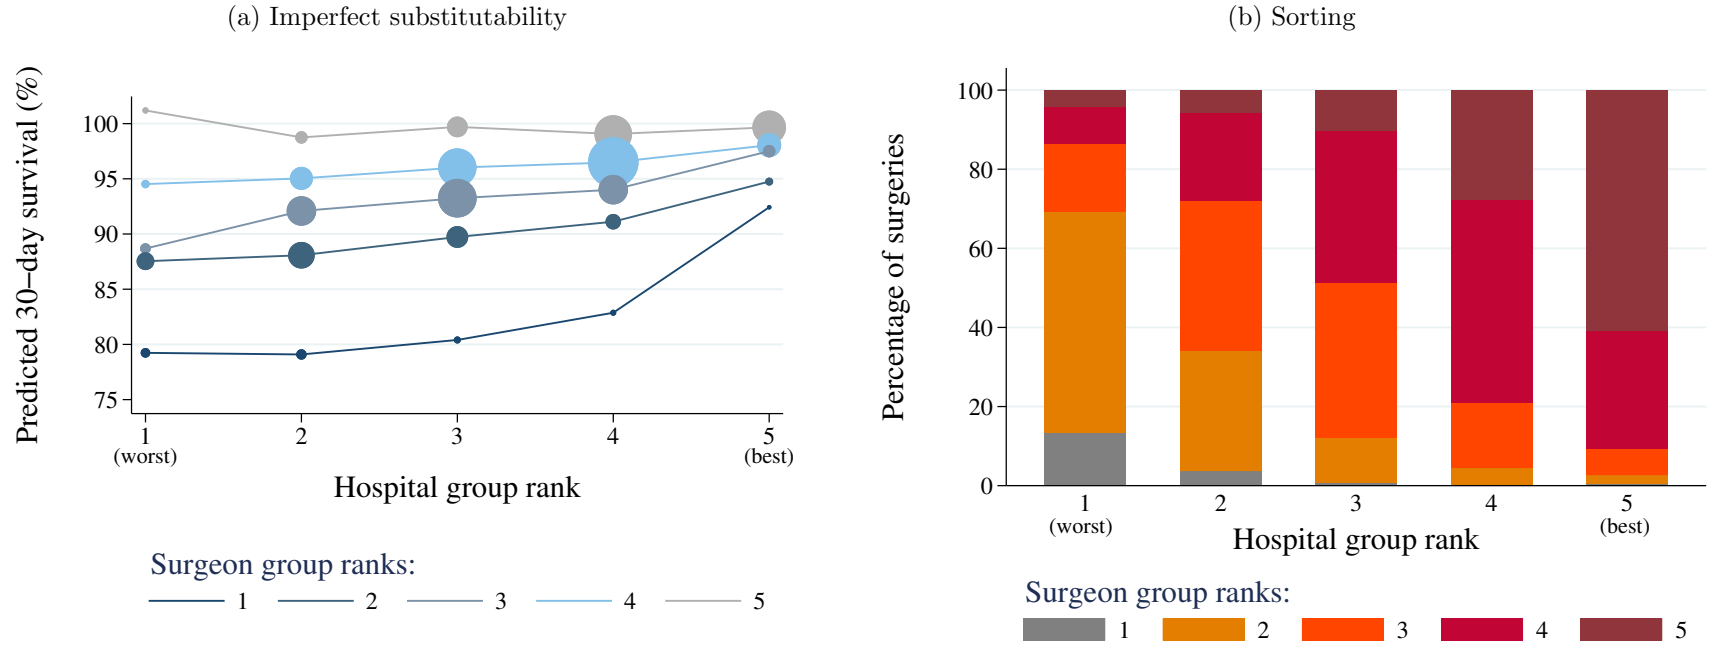 (a) Imperfect substitutability
Predicted 30–day survival (%)
100
95
90
85
80
75
1
(worst)
2
3
4
5
(best)
Hospital group rank
Surgeon group ranks:
1 2 3 4 5
(b) Sorting
Percentage of surgeries
100
80
60
40
20
0
1
(worst)
2
3
4
5
(best)
Hospital group rank
Surgeon group ranks:
1 2 3 4 5